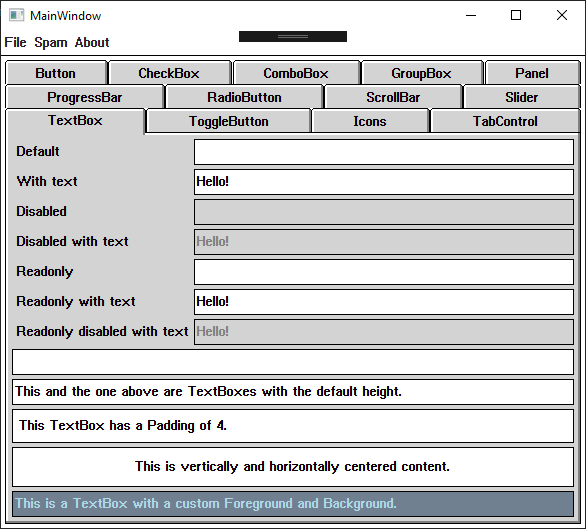 MainWindow
File Spam About
Button CheckBox ComboBox GroupBox Panel
ProgressBar RadioButton ScrollBar Slider
TextBox ToggleButton Icons TabControl
Default
With text Hello!
Disabled
Disabled with text Hello!
Readonly
Readonly with text Hello!
Readonly disabled with text Hello!
This and the one above are TextBoxes with the default height.
This TextBox has a Padding of 4.
This is vertically and horizontally centered content.
This is a TextBox with a custom Foreground and Background.